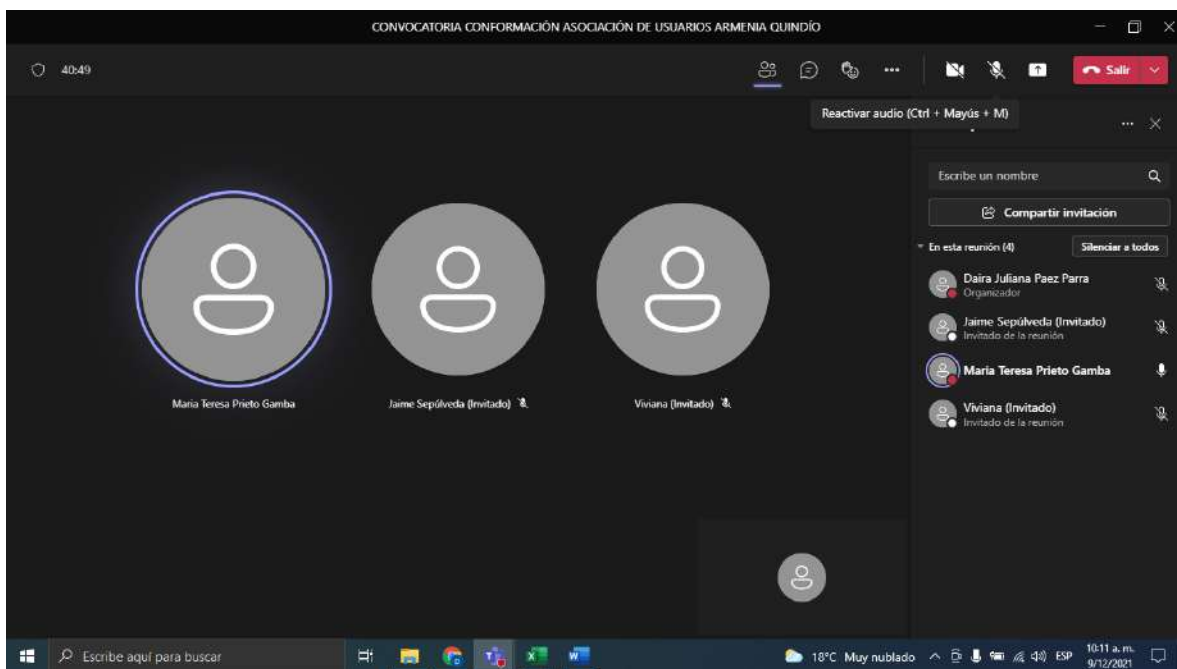 CONVOCATORIA CONFORMACIÓN ASOCIACIÓN DE USUARIOS ARMENIA QUINDÍO
40:49
Salir
Reactivar audio (Ctrl + Mayús + M)
Escribe un nombre
Compartir invitación
En esta reunión (4)
Silenciar a todos
Daira Juliana Paez Parra
Organizador
Jaime Sepúlveda (Invitado)
Invitado de la reunión
Maria Teresa Prieto Gamba
Viviana (Invitado)
Invitado de la reunión
Maria Teresa Prieto Gamba
Jaime Sepúlveda (Invitado)
Viviana (Invitado)
Escribe aquí para buscar
18°C Muy nublado
ESP
10:11 a. m.
9/12/2021